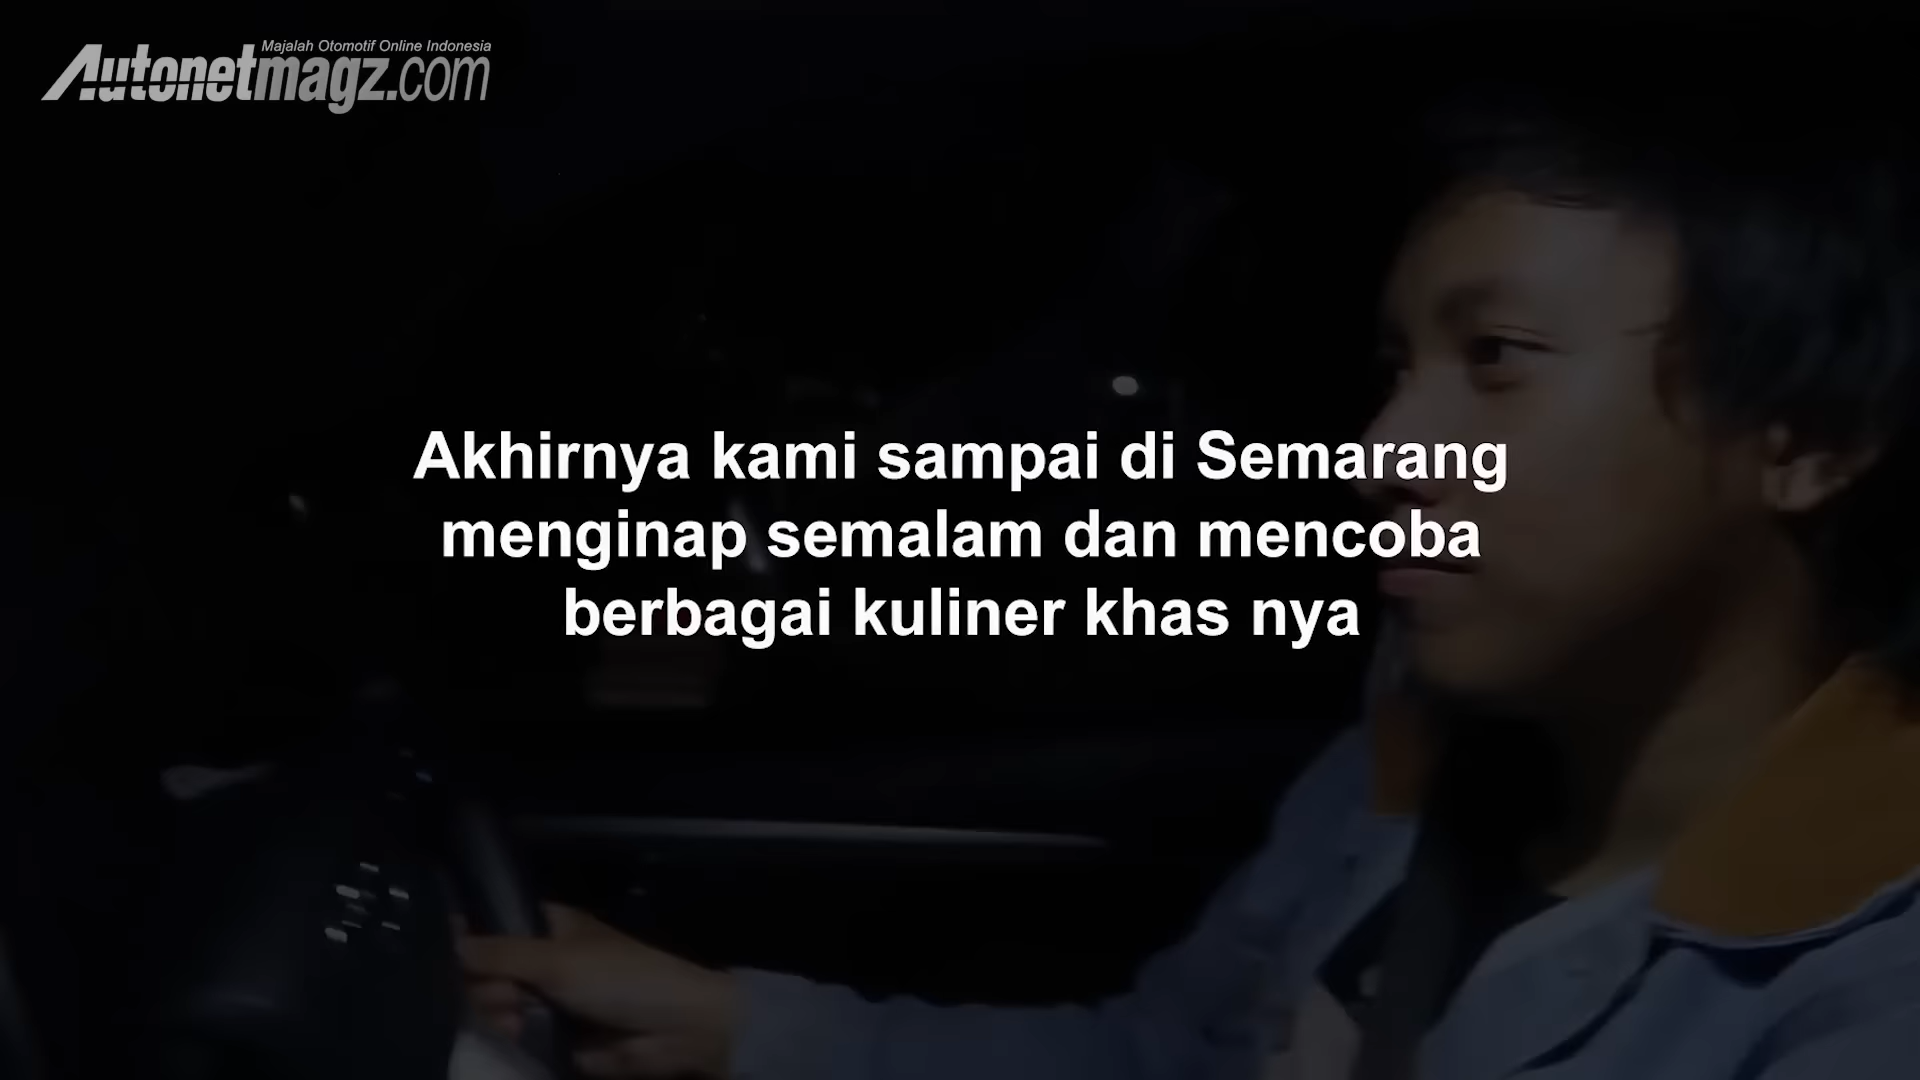 Majalah Otomotif Online Indonesia
Autonetmagz.com
Akhirnya kami sampai di Semarang
menginap semalam dan mencoba
berbagai kuliner khas nya